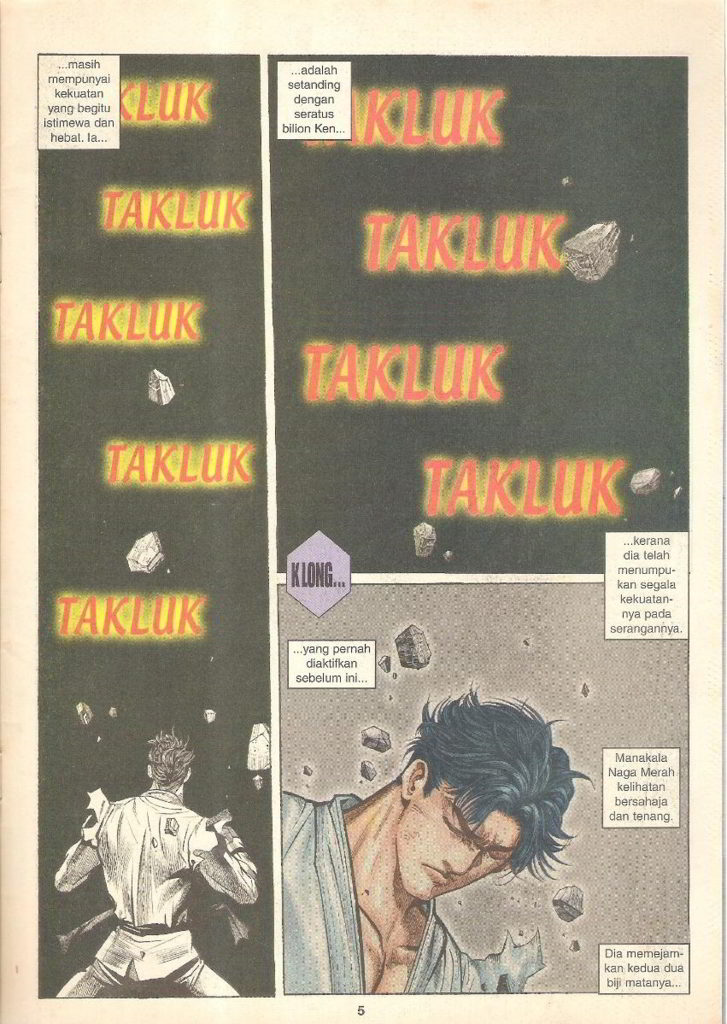 ...masih
mempunyai
kekuatan
yang begitu
istimewa dan
hebat. Ia...
KLUK
TAKLUK
TAKLUK
TAKLUK
TAKLUK
...adalah
setanding
dengan
seratus
bilion Ken...
TAKLUK
TAKLUK
TAKLUK
TAKLUK
...kerana
dia telah
menumpu-
kan segala
kekuatan-
nya pada
serangannya.
KLONG...
...yang pernah
diaktifkan
sebelum ini...
Manakala
Naga Merah
kelihatan
bersahaja
dan tenang.
Dia memejam-
kan kedua dua
biji matanya...
5